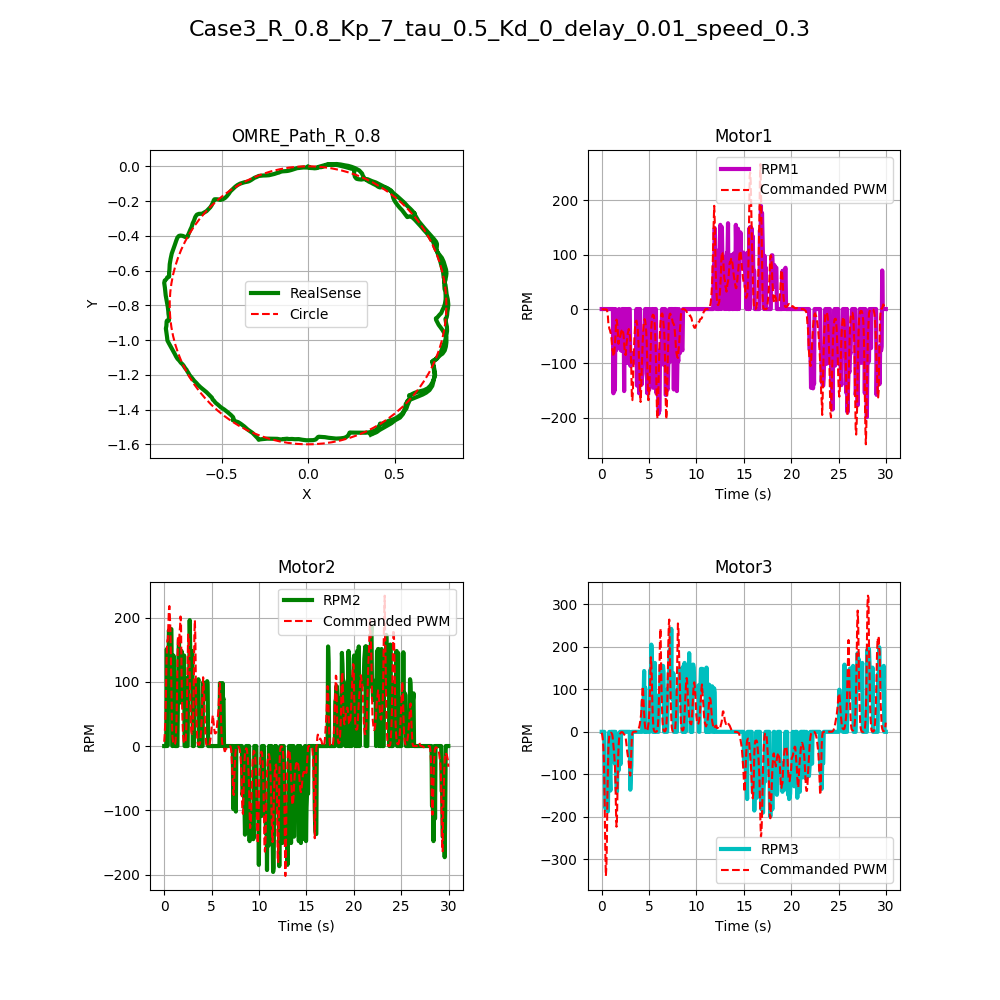 Case3_R_0.8_Kp_7_tau_0.5_Kd_0_delay_0.01_speed_0.3
OMRE_Path_R_0.8
0.0
−0.2
−0.4
−0.6
−0.8
−1.0
−1.2
−1.4
−1.6
Y
RealSense
Circle
−0.5
0.0
0.5
X
Motor1
200
100
0
−100
−200
RPM
RPM1
Commanded PWM
0
5
10
15
20
25
30
Time (s)
Motor2
200
100
0
−100
−200
RPM
RPM2
Commanded PWM
0
5
10
15
20
25
30
Time (s)
Motor3
300
200
100
0
−100
−200
−300
RPM
RPM3
Commanded PWM
0
5
10
15
20
25
30
Time (s)